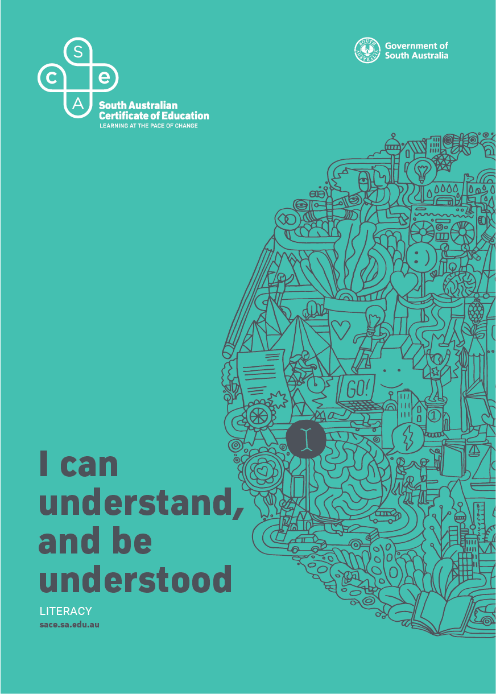 S
c e
A
South Australian
Certificate of Education
LEARNING AT THE PACE OF CHANGE
Government of
South Australia
GO!
I can
understand,
and be
understood
LITERACY
sace.sa.edu.au